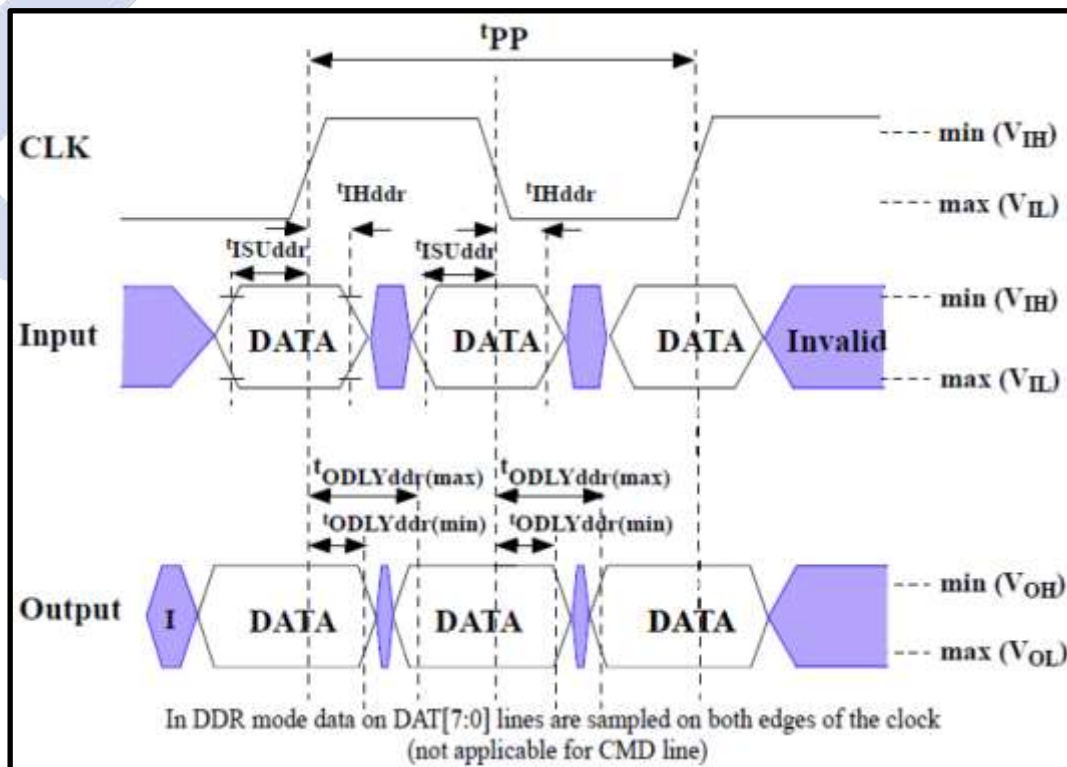 tPP
CLK
min (VIH)
tIHddr
tIHddr
max (VIL)
tISUddr
tISUddr
min (VIH)
Input
DATA
DATA
DATA
Invalid
max (VIL)
tODLYddr(max)
tODLYddr(max)
tODLYddr(min)
tODLYddr(min)
min (VOH)
Output
I
DATA
DATA
DATA
max (VOL)
In DDR mode data on DAT[7:0] lines are sampled on both edges of the clock
(not applicable for CMD line)